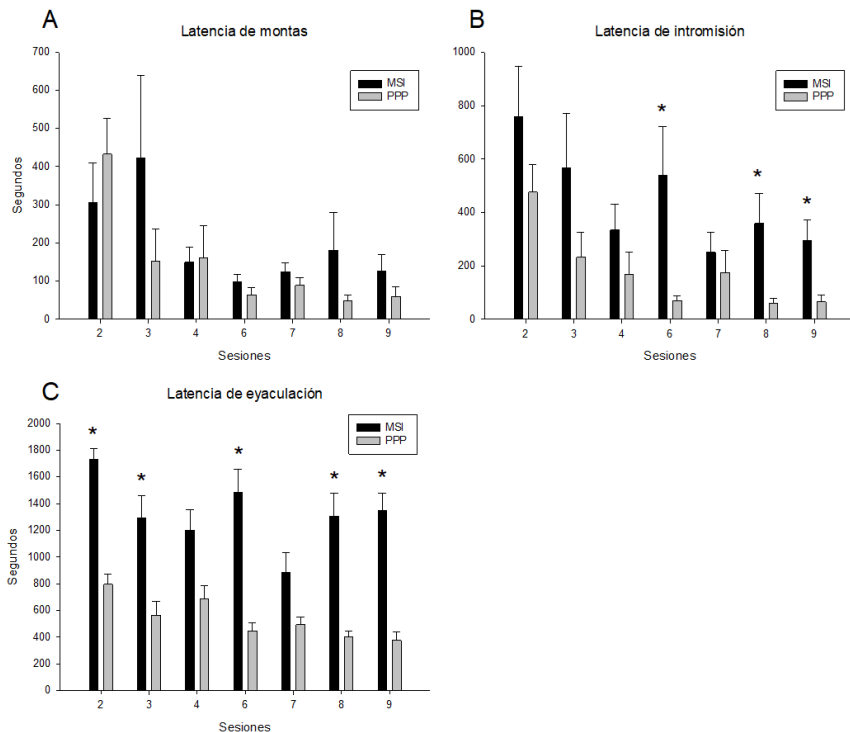 A
Latencia de montas
700
600
500
400
300
200
100
0
Segundos
MSI
PPP
2 3 4 6 7 8 9
Sesiones
B
Latencia de intromisión
1000
800
600
400
200
0
MSI
PPP
* * *
2 3 4 6 7 8 9
Sesiones
C
Latencia de eyaculación
2000
1800
1600
1400
1200
1000
800
600
400
200
0
Segundos
MSI
PPP
* * * * *
2 3 4 6 7 8 9
Sesiones